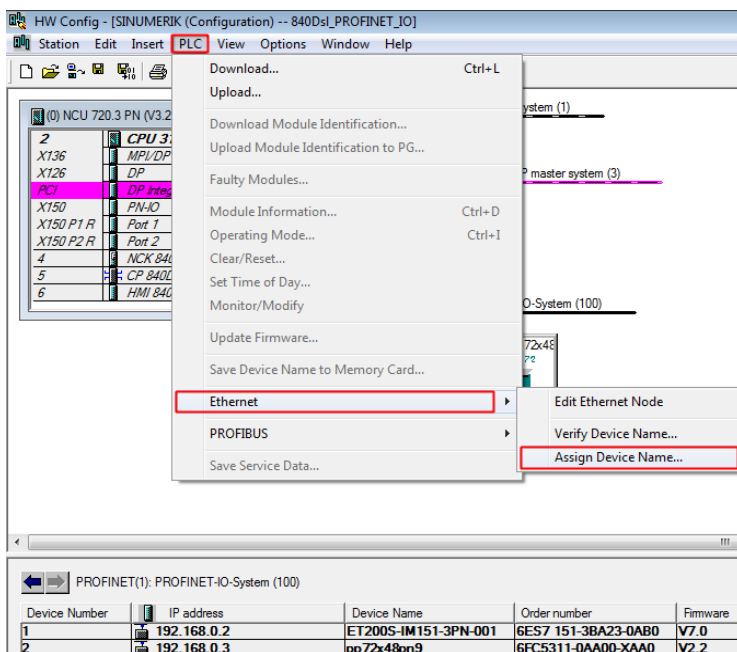 HW Config - [SINUMERIK (Configuration) -- 840Dsl_PROFINET_IO]
Station Edit Insert PLC View Options Window Help
Download... Ctrl+L
Upload...
Download Module Identification...
Upload Module Identification to PG...
Faulty Modules...
Module Information... Ctrl+D
Operating Mode... Ctrl+I
Clear/Reset...
Set Time of Day...
Monitor/Modify
Update Firmware...
Save Device Name to Memory Card...
Ethernet
PROFIBUS
Save Service Data...
Edit Ethernet Node
Verify Device Name...
Assign Device Name...
(0) NCU 720.3 PN (V3.2
2 CPU 31
X136 MPI/DP
X126 DP
PCI DP Integ
X150 PN-IO
X150 P1 R Port 1
X150 P2 R Port 2
4 NCK 840
5 CP 840D
6 HMI 840
ystem (1)
master system (3)
O-System (100)
72x48
PROFINET(1): PROFINET-IO-System (100)
Device Number IP address Device Name Order number Firmware
1 192.168.0.2 ET200S-IM151-3PN-001 6ES7 151-3BA23-0AB0 V7.0
2 192.168.0.3 pp72x48pn9 6FC5311-0AA00-XAA0 V2.2